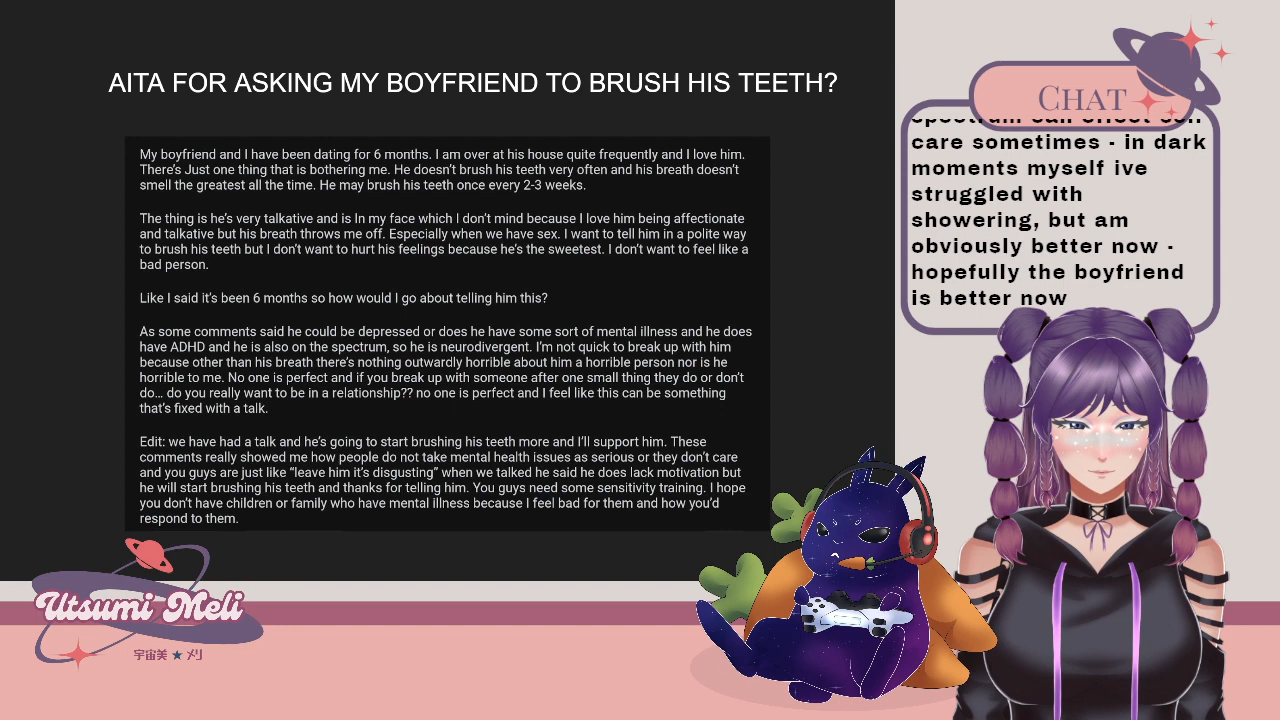 AITA FOR ASKING MY BOYFRIEND TO BRUSH HIS TEETH?
My boyfriend and I have been dating for 6 months. I am over at his house quite frequently and I love him.
There's Just one thing that is bothering me. He doesn't brush his teeth very often and his breath doesn't
smell the greatest all the time. He may brush his teeth once every 2-3 weeks.
The thing is he's very talkative and is In my face which I don't mind because I love him being affectionate
and talkative but his breath throws me off. Especially when we have sex. I want to tell him in a polite way
to brush his teeth but I don't want to hurt his feelings because he's the sweetest. I don't want to feel like a
bad person.
Like I said it's been 6 months so how would I go about telling him this?
As some comments said he could be depressed or does he have some sort of mental illness and he does
have ADHD and he is also on the spectrum, so he is neurodivergent. I'm not quick to break up with him
because other than his breath there's nothing outwardly horrible about him a horrible person nor is he
horrible to me. No one is perfect and if you break up with someone after one small thing they do or don't
do... do you really want to be in a relationship?? no one is perfect and I feel like this can be something
that's fixed with a talk.
Edit: we have had a talk and he's going to start brushing his teeth more and I'll support him. These
comments really showed me how people do not take mental health issues as serious or they don't care
and you guys are just like "leave him it's disgusting" when we talked he said he does lack motivation but
he will start brushing his teeth and thanks for telling him. You guys need some sensitivity training. I hope
you don't have children or family who have mental illness because I feel bad for them and how you'd
respond to them.
CHAT
spectrum can effect self
care sometimes - in dark
moments myself ive
struggled with
showering, but am
obviously better now -
hopefully the boyfriend
is better now
Utsumi Meli
宇宙美 ★ メリ